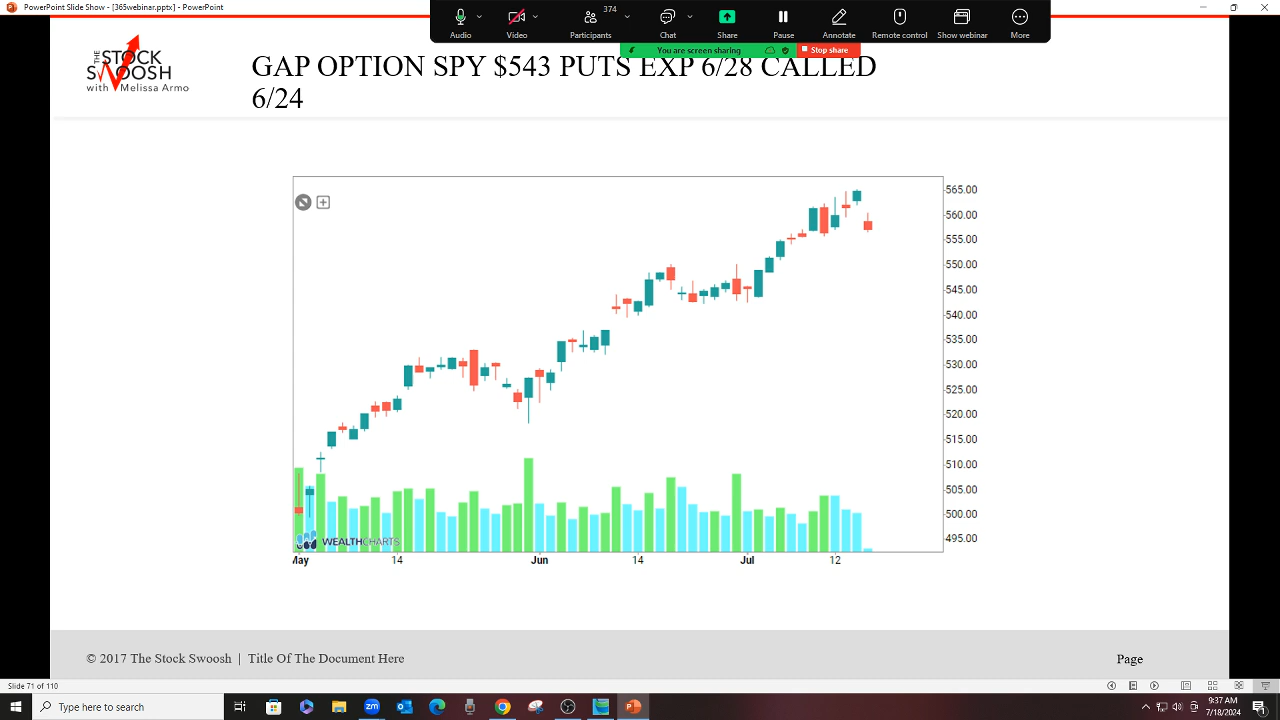 PowerPoint Slide Show - [365webinar.pptx] - PowerPoint
374
Audio Video Participants Chat Share Pause Annotate Remote control Show webinar More
You are screen sharing Stop share
THE STOCK
SWOOSH
with Melissa Armo
GAP OPTION SPY $543 PUTS EXP 6/28 CALLED
6/24
565.00
560.00
555.00
550.00
545.00
540.00
535.00
530.00
525.00
520.00
515.00
510.00
505.00
500.00
495.00
WEALTHCHARTS
May 14 Jun 14 Jul 12
© 2017 The Stock Swoosh | Title Of The Document Here
Page
Slide 71 of 110
Type here to search
9:37 AM
7/18/2024